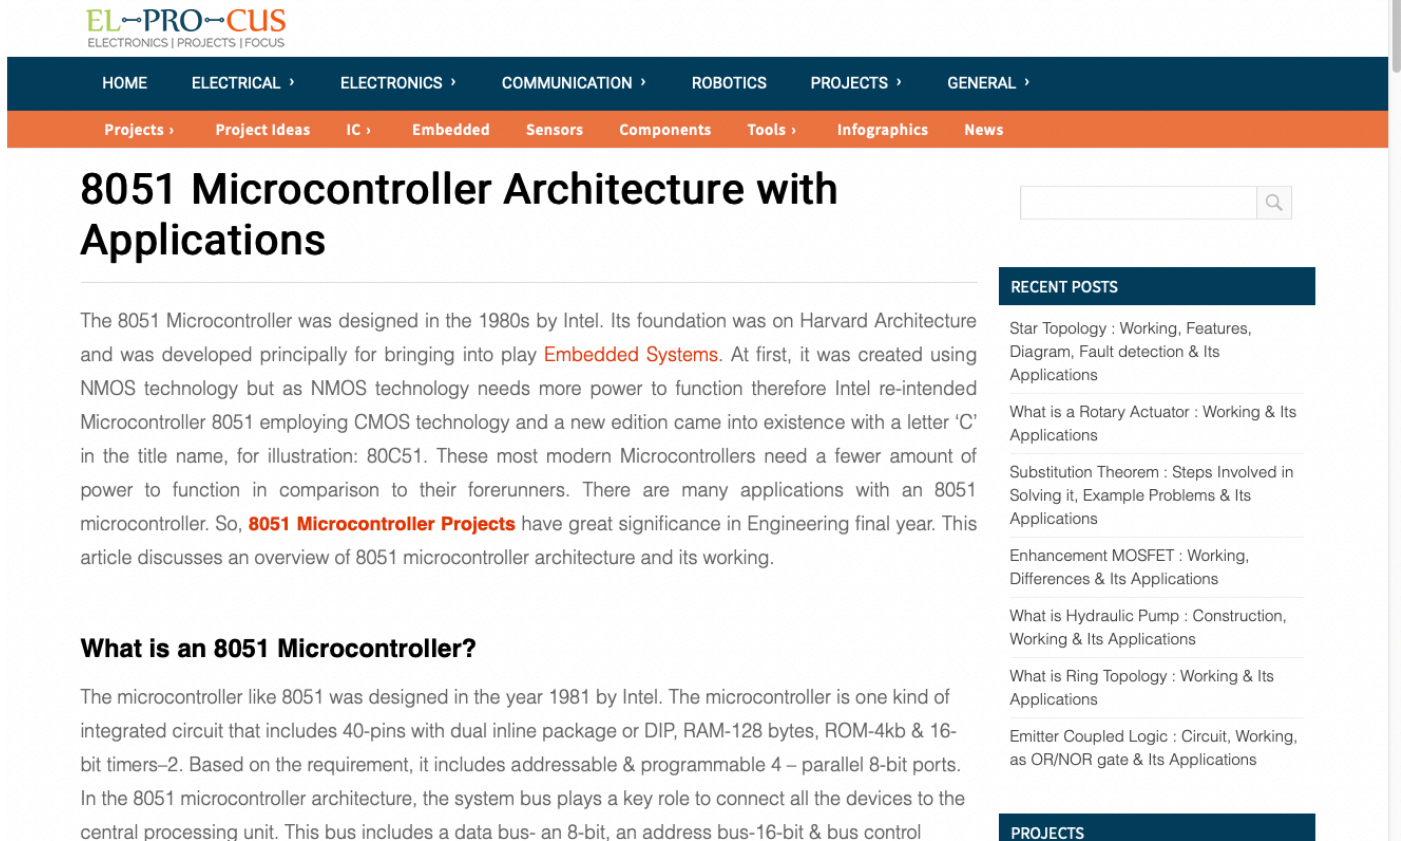 EL-PRO-CUS
ELECTRONICS | PROJECTS | FOCUS
HOME ELECTRICAL › ELECTRONICS › COMMUNICATION › ROBOTICS PROJECTS › GENERAL ›
Projects › Project Ideas IC › Embedded Sensors Components Tools › Infographics News
8051 Microcontroller Architecture with
Applications
The 8051 Microcontroller was designed in the 1980s by Intel. Its foundation was on Harvard Architecture
and was developed principally for bringing into play Embedded Systems. At first, it was created using
NMOS technology but as NMOS technology needs more power to function therefore Intel re-intended
Microcontroller 8051 employing CMOS technology and a new edition came into existence with a letter ‘C’
in the title name, for illustration: 80C51. These most modern Microcontrollers need a fewer amount of
power to function in comparison to their forerunners. There are many applications with an 8051
microcontroller. So, 8051 Microcontroller Projects have great significance in Engineering final year. This
article discusses an overview of 8051 microcontroller architecture and its working.
What is an 8051 Microcontroller?
The microcontroller like 8051 was designed in the year 1981 by Intel. The microcontroller is one kind of
integrated circuit that includes 40-pins with dual inline package or DIP, RAM-128 bytes, ROM-4kb & 16-
bit timers–2. Based on the requirement, it includes addressable & programmable 4 – parallel 8-bit ports.
In the 8051 microcontroller architecture, the system bus plays a key role to connect all the devices to the
central processing unit. This bus includes a data bus- an 8-bit, an address bus-16-bit & bus control
RECENT POSTS
Star Topology : Working, Features,
Diagram, Fault detection & Its
Applications
What is a Rotary Actuator : Working & Its
Applications
Substitution Theorem : Steps Involved in
Solving it, Example Problems & Its
Applications
Enhancement MOSFET : Working,
Differences & Its Applications
What is Hydraulic Pump : Construction,
Working & Its Applications
What is Ring Topology : Working & Its
Applications
Emitter Coupled Logic : Circuit, Working,
as OR/NOR gate & Its Applications
PROJECTS